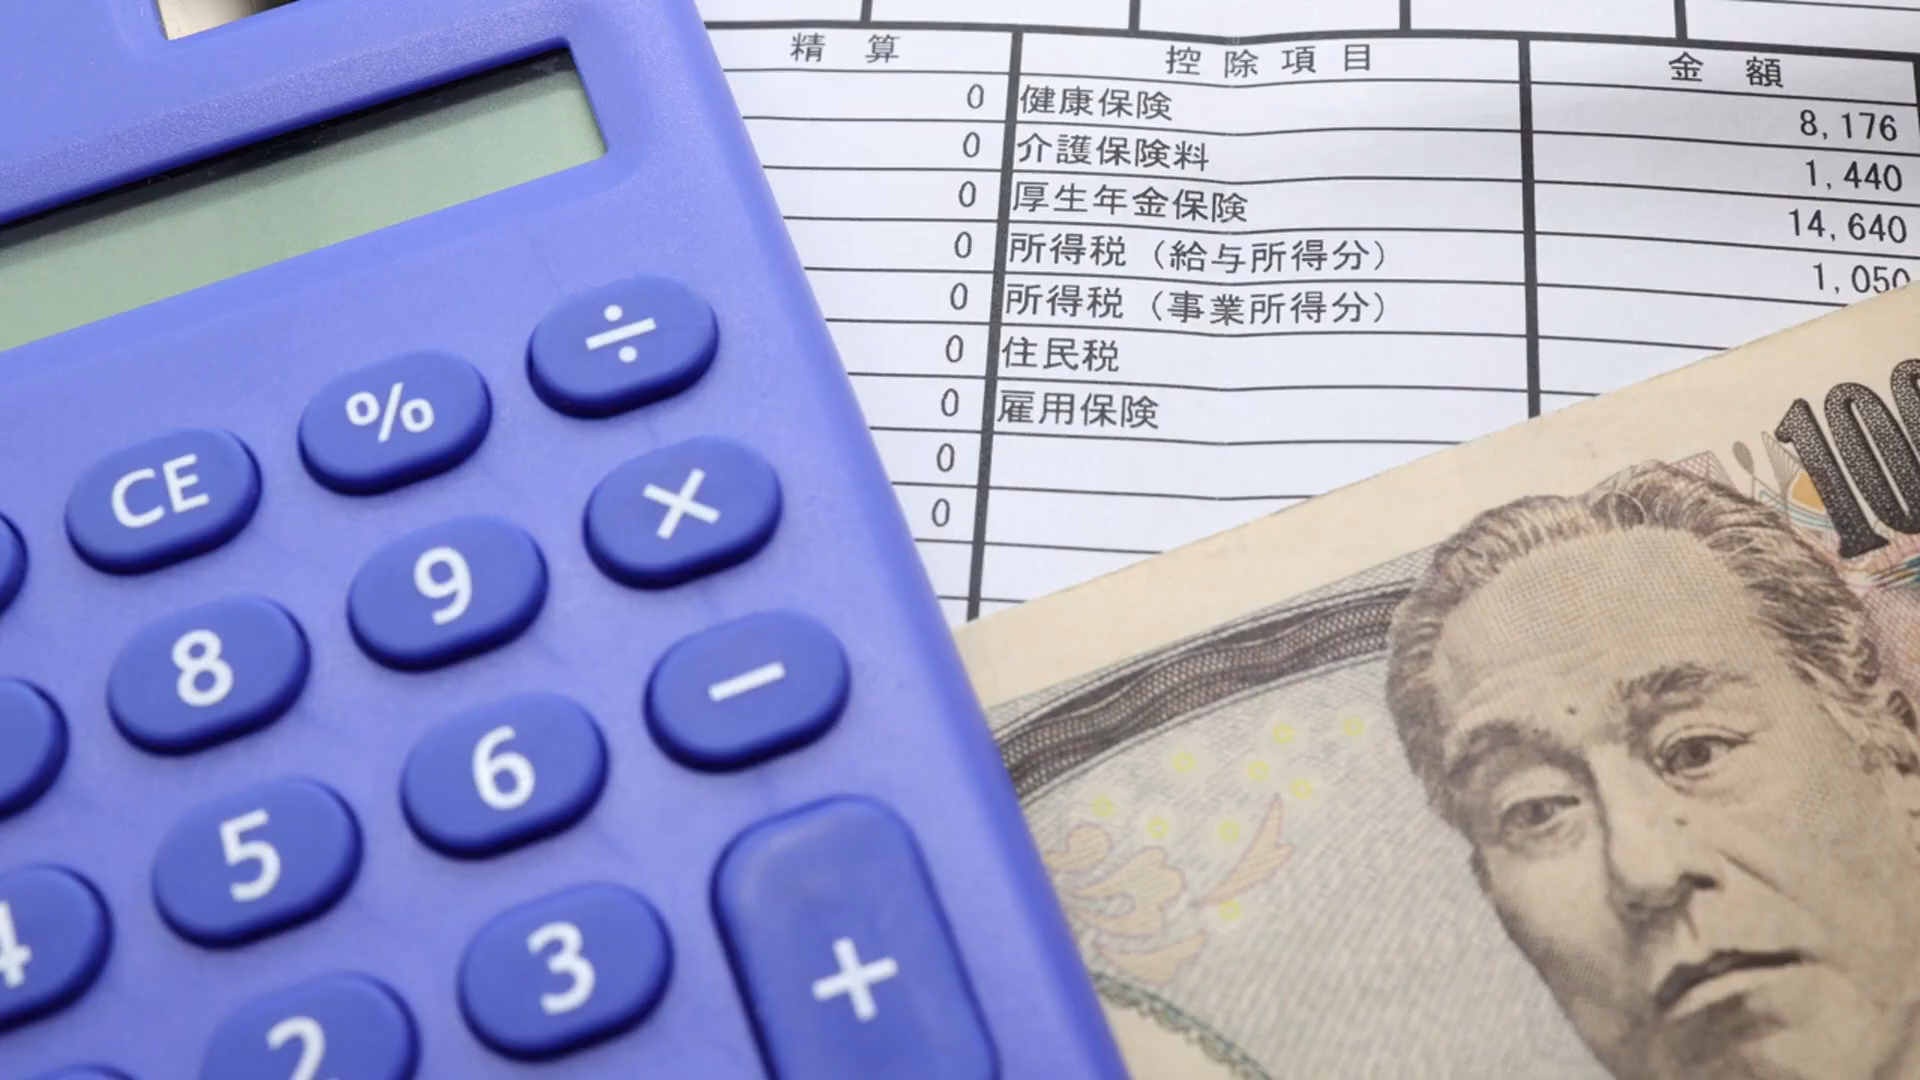 精算 控除項目 金額
0 健康保険 8,176
0 介護保険料 1,440
0 厚生年金保険 14,640
0 所得税（給与所得分） 1,050
0 所得税（事業所得分）
0 住民税
0 雇用保険
0
0
÷
CE % 
8 9 ×
5 6 −
4 2 3 +